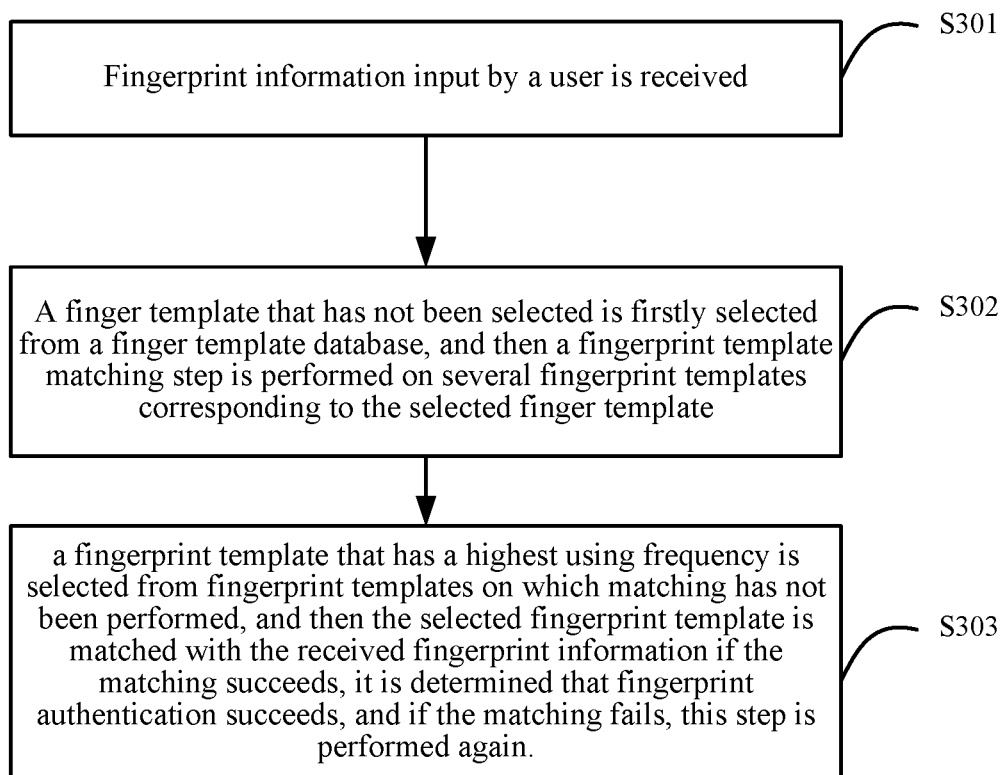 S301
Fingerprint information input by a user is received
S302
A finger template that has not been selected is firstly selected
from a finger template database, and then a fingerprint template
matching step is performed on several fingerprint templates
corresponding to the selected finger template
S303
a fingerprint template that has a highest using frequency is
selected from fingerprint templates on which matching has not
been performed, and then the selected fingerprint template is
matched with the received fingerprint information if the
matching succeeds, it is determined that fingerprint
authentication succeeds, and if the matching fails, this step is
performed again.